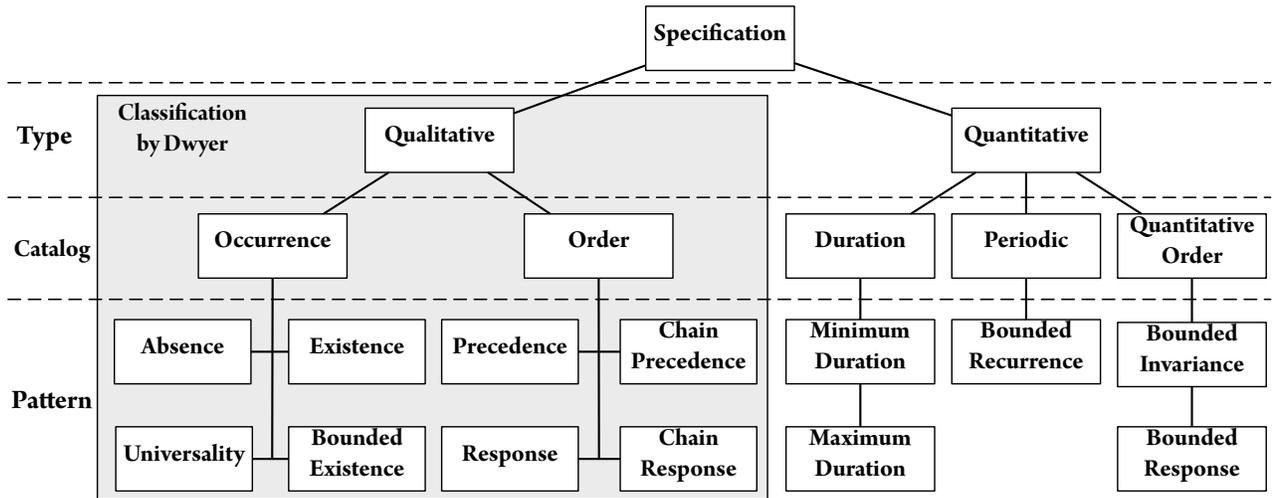 Specification
Classification
by Dwyer
Type
Qualitative
Quantitative
Catalog
Occurrence
Order
Duration
Periodic
Quantitative
Order
Pattern
Absence
Existence
Precedence
Chain
Precedence
Minimum
Duration
Bounded
Recurrence
Bounded
Invariance
Universality
Bounded
Existence
Response
Chain
Response
Maximum
Duration
Bounded
Response